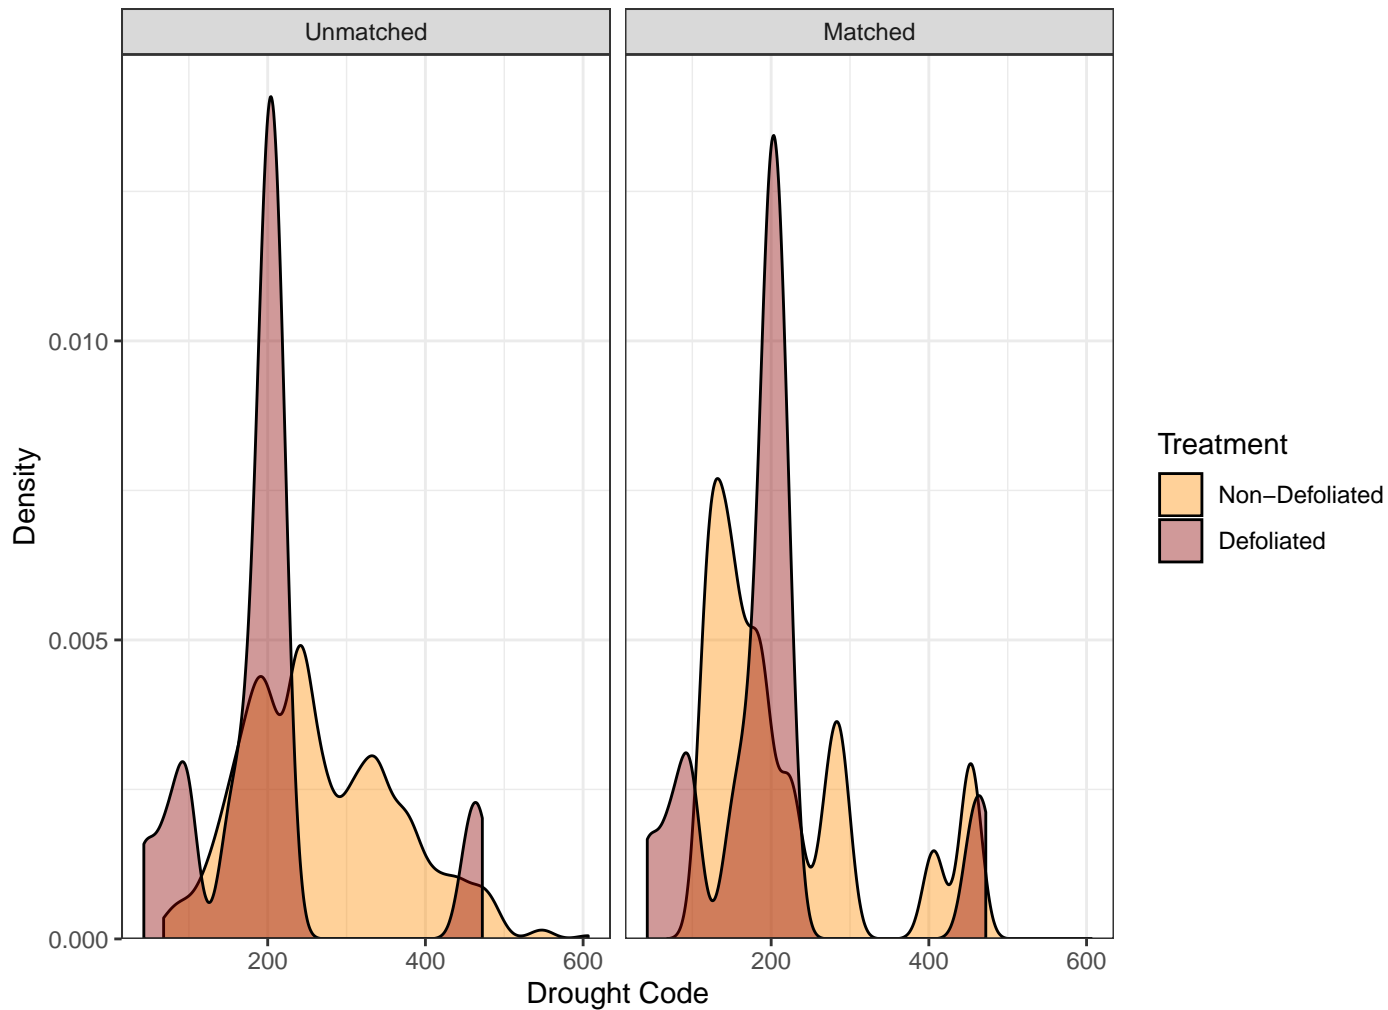 Unmatched
Matched
Density
0.010
0.005
0.000
200
400
600
200
400
600
Drought Code
Treatment
Non−Defoliated
Defoliated